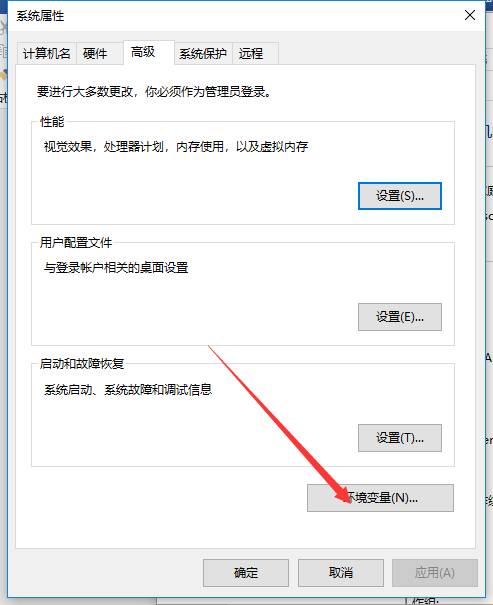 系统属性
计算机名 硬件 高级 系统保护 远程
要进行大多数更改，你必须作为管理员登录。
性能
视觉效果，处理器计划，内存使用，以及虚拟内存
设置(S)...
用户配置文件
与登录帐户相关的桌面设置
设置(E)...
启动和故障恢复
系统启动、系统故障和调试信息
设置(T)...
环境变量(N)...
确定 取消 应用(A)
作组: